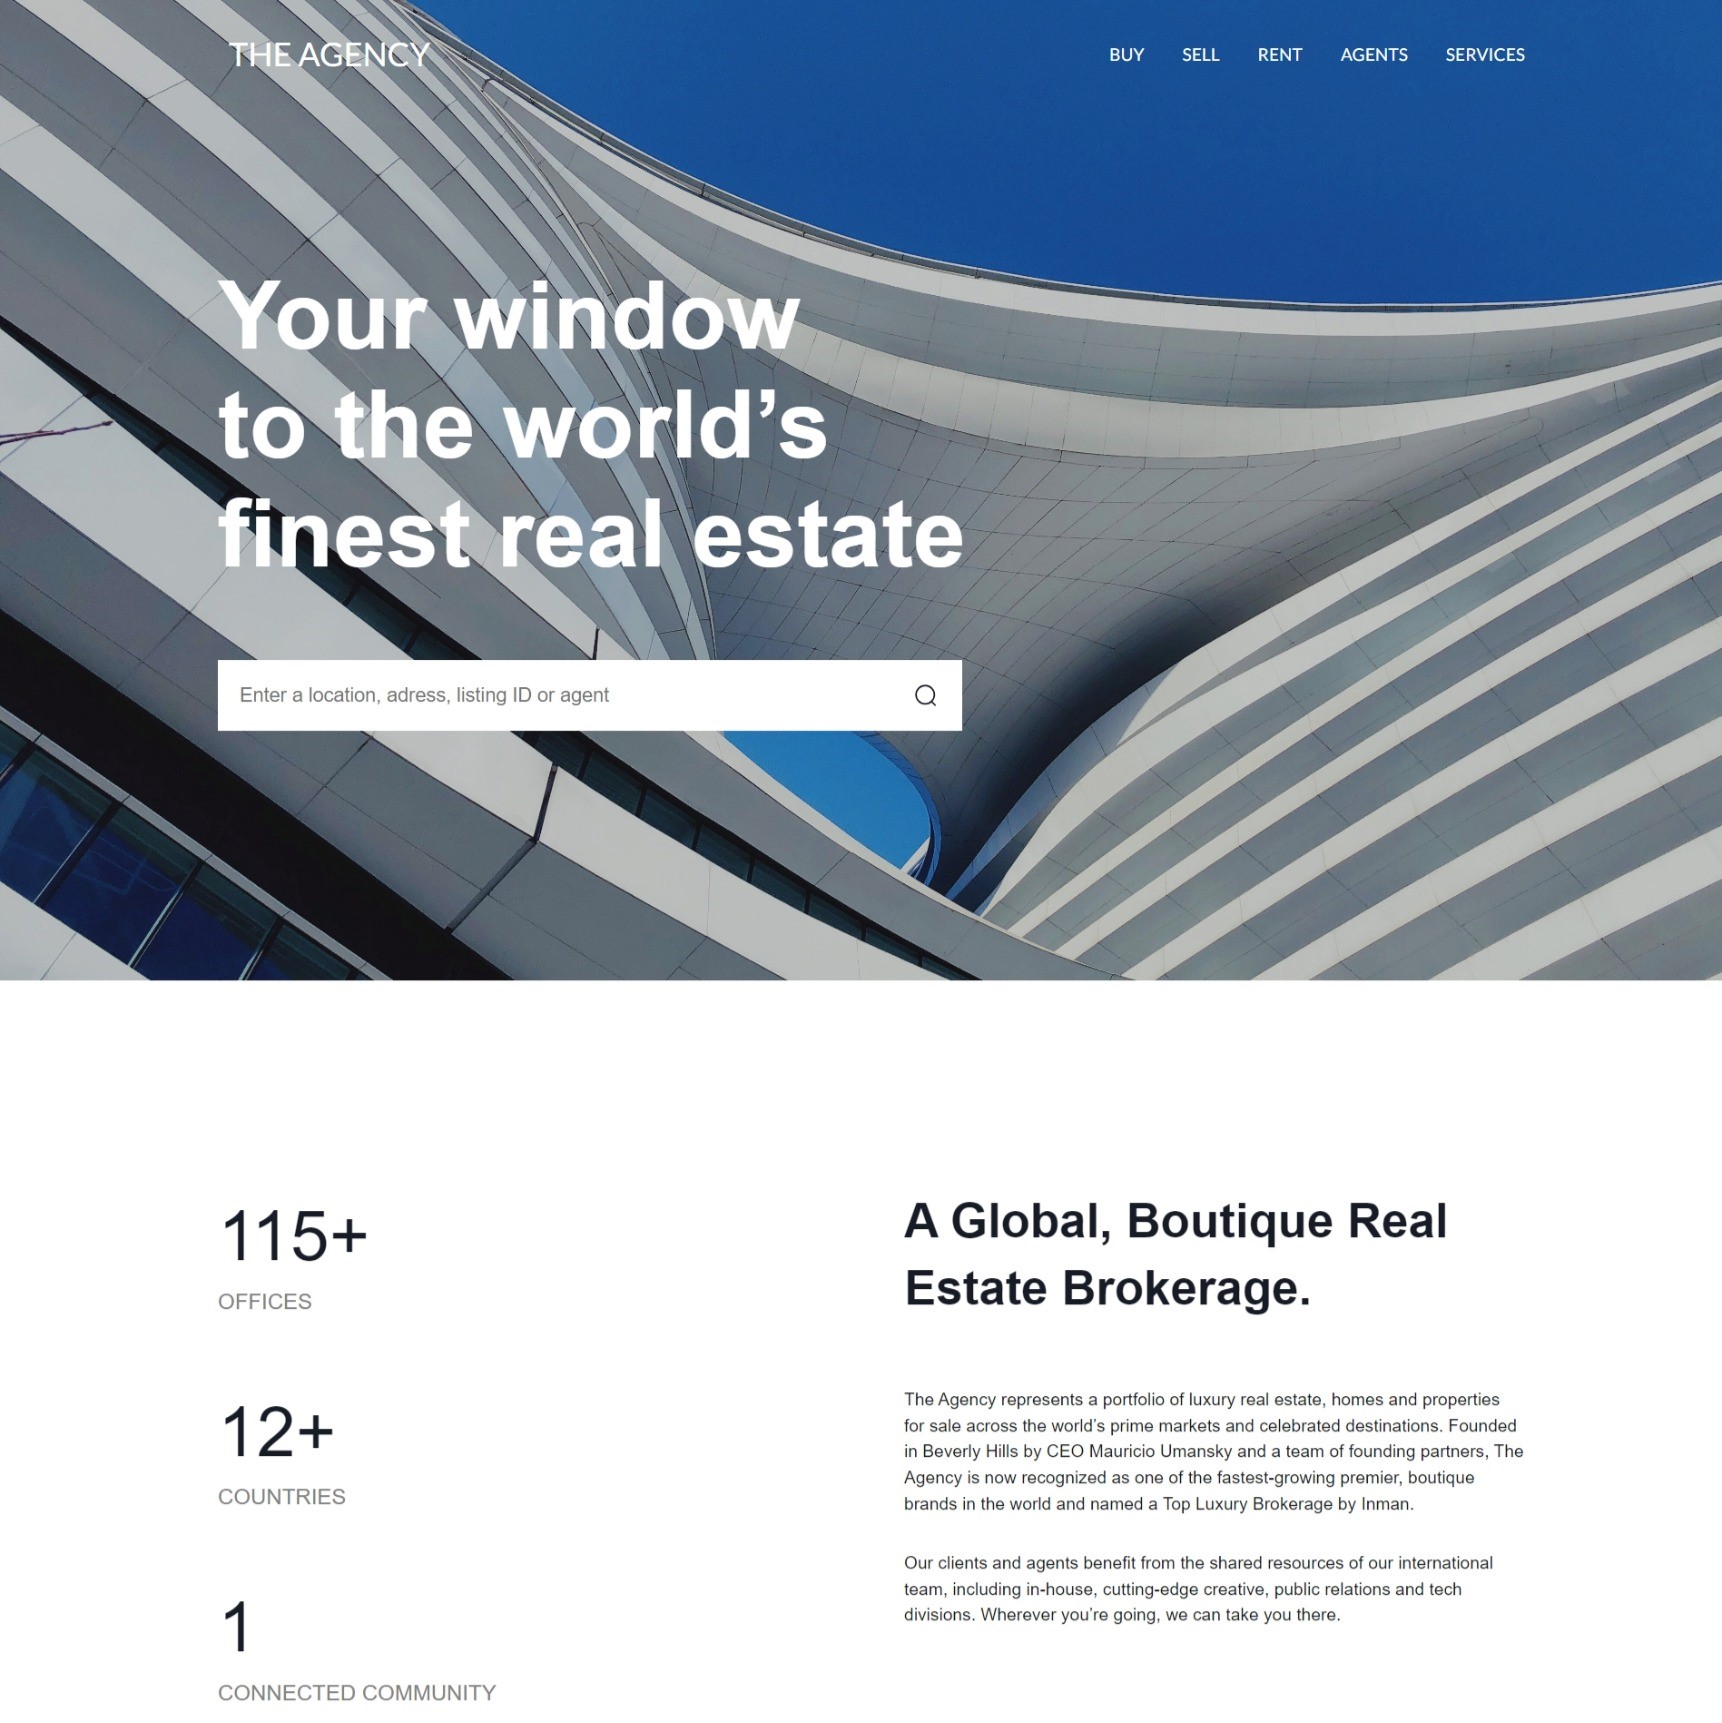 THE AGENCY
BUY SELL RENT AGENTS SERVICES
Your window
to the world’s
finest real estate
Enter a location, adress, listing ID or agent
115+
OFFICES
12+
COUNTRIES
1
CONNECTED COMMUNITY
A Global, Boutique Real
Estate Brokerage.
The Agency represents a portfolio of luxury real estate, homes and properties
for sale across the world’s prime markets and celebrated destinations. Founded
in Beverly Hills by CEO Mauricio Umansky and a team of founding partners, The
Agency is now recognized as one of the fastest-growing premier, boutique
brands in the world and named a Top Luxury Brokerage by Inman.
Our clients and agents benefit from the shared resources of our international
team, including in-house, cutting-edge creative, public relations and tech
divisions. Wherever you’re going, we can take you there.